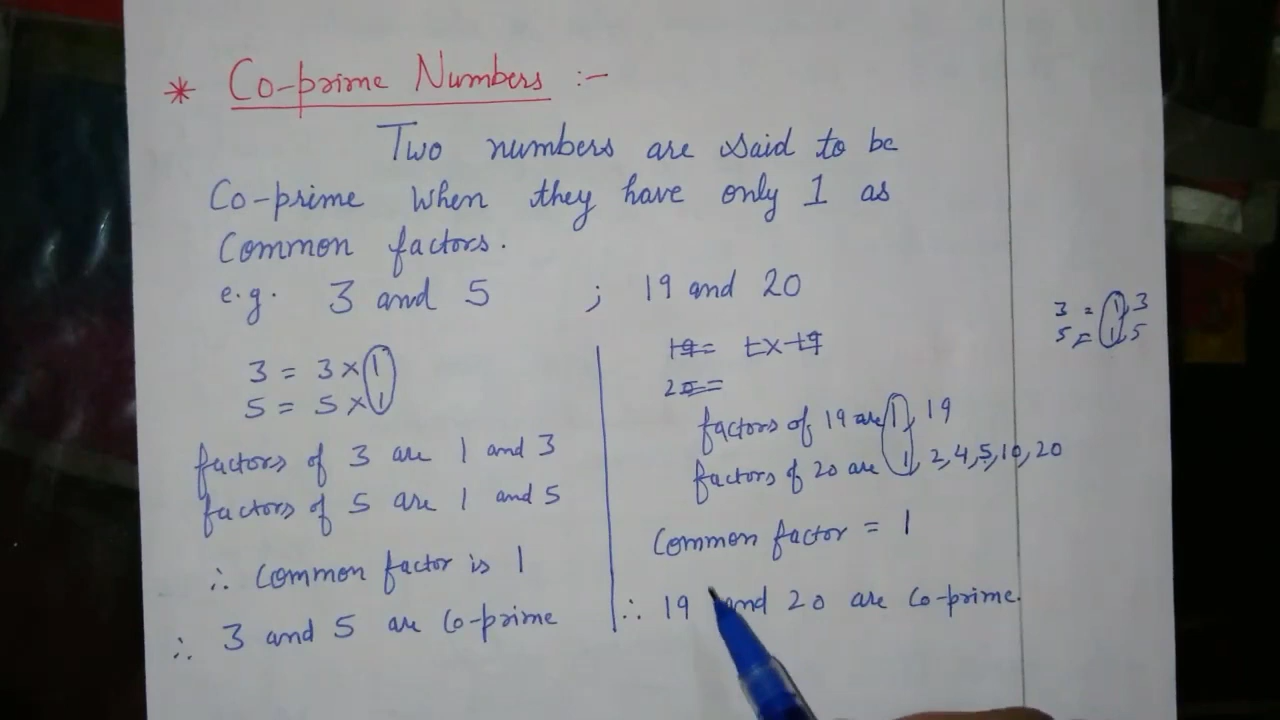 * Co-prime Numbers :-
Two numbers are said to be
Co-prime when they have only 1 as
Common factors.
e.g. 3 and 5 ; 19 and 20
3 = 3 × 1
5 = 5 × 1
factors of 3 are 1 and 3
factors of 5 are 1 and 5
∴ Common factor is 1
∴ 3 and 5 are Co-prime
19 = 1 × 19
20 =
factors of 19 are 1, 19
factors of 20 are 1, 2, 4, 5, 10, 20
Common factor = 1
∴ 19 and 20 are Co-prime.
3 = 1, 3
5 = 1, 5